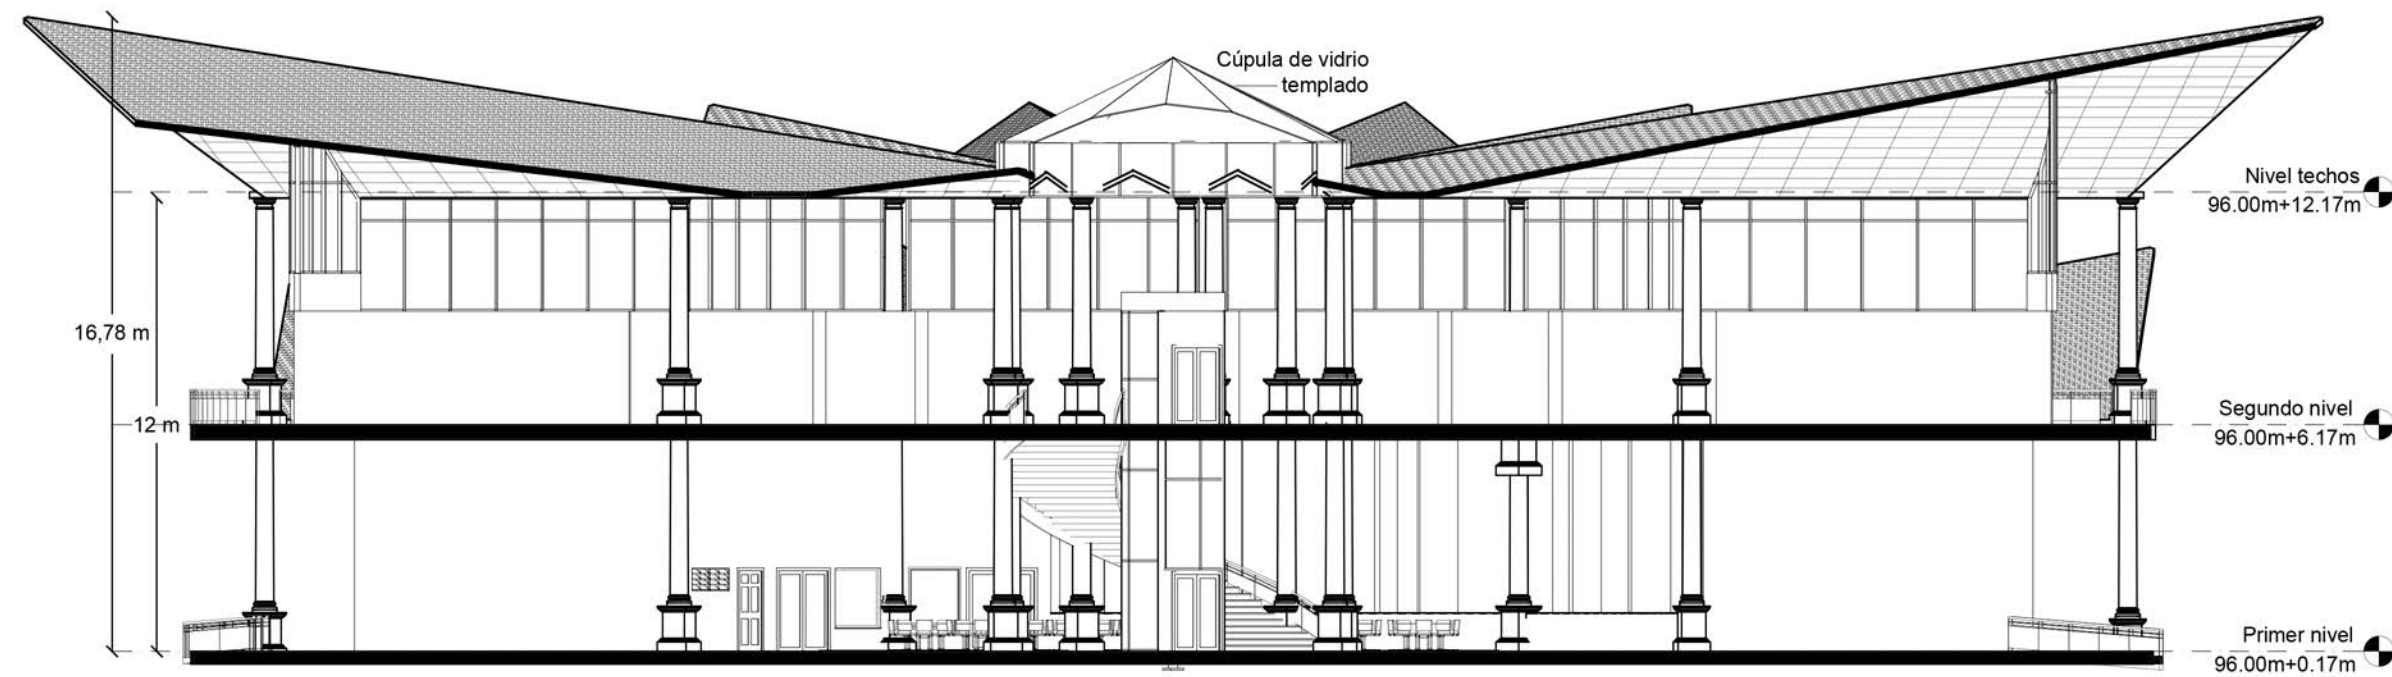 Cúpula de vidrio
templado
Nivel techos
96.00m+12.17m
16,78 m
12 m
Segundo nivel
96.00m+6.17m
Primer nivel
96.00m+0.17m